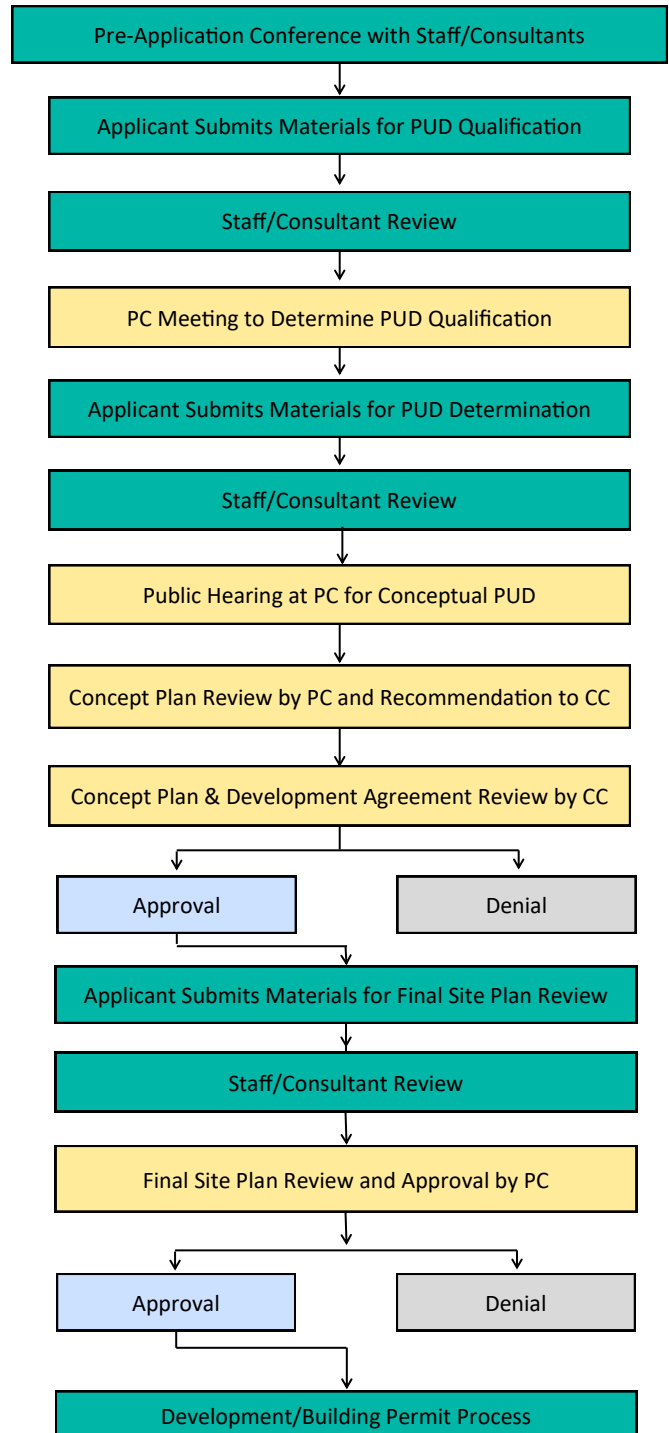 Pre-Application Conference with Staff/Consultants
Applicant Submits Materials for PUD Qualification
Staff/Consultant Review
PC Meeting to Determine PUD Qualification
Applicant Submits Materials for PUD Determination
Staff/Consultant Review
Public Hearing at PC for Conceptual PUD
Concept Plan Review by PC and Recommendation to CC
Concept Plan & Development Agreement Review by CC
Approval
Denial
Applicant Submits Materials for Final Site Plan Review
Staff/Consultant Review
Final Site Plan Review and Approval by PC
Approval
Denial
Development/Building Permit Process